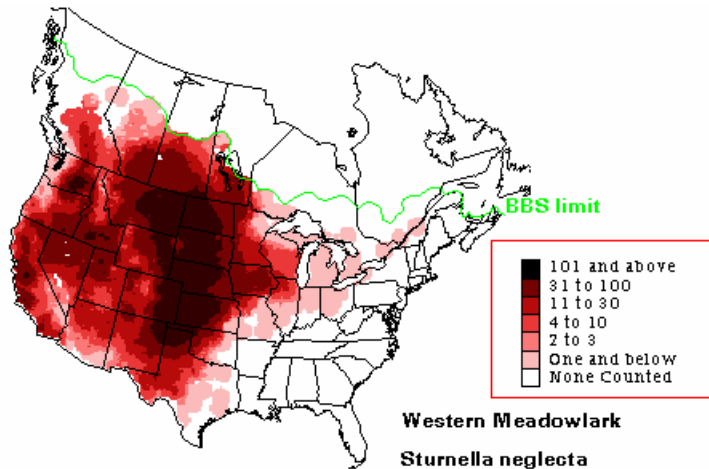 BBS limit
101 and above
31 to 100
11 to 30
4 to 10
2 to 3
One and below
None Counted
Western Meadowlark
Sturnella neglecta